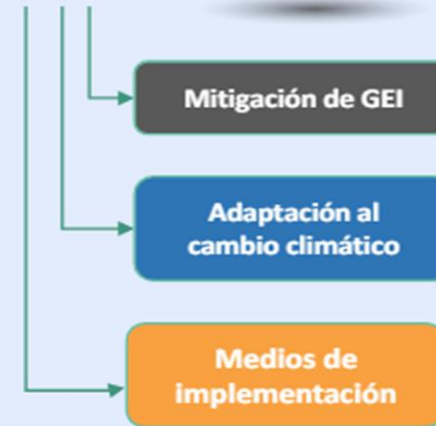 Mitigación de GEI
Adaptación al
cambio climático
Medios de
implementación